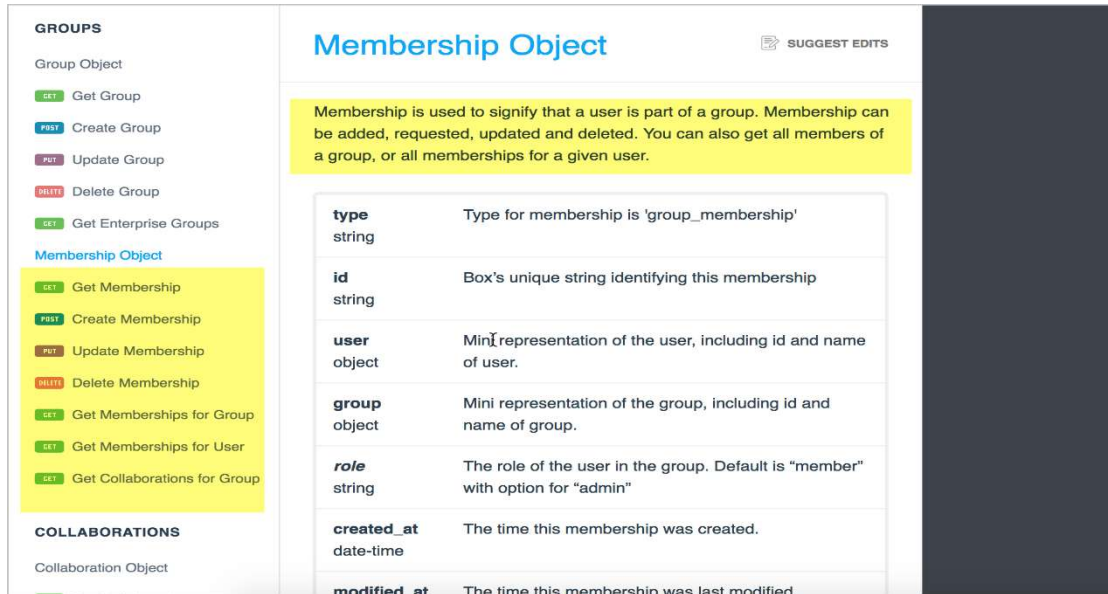 GROUPS
Group Object
GET Get Group
POST Create Group
PUT Update Group
DELETE Delete Group
GET Get Enterprise Groups
Membership Object
GET Get Membership
POST Create Membership
PUT Update Membership
DELETE Delete Membership
GET Get Memberships for Group
GET Get Memberships for User
GET Get Collaborations for Group
COLLABORATIONS
Collaboration Object
Membership Object
SUGGEST EDITS
Membership is used to signify that a user is part of a group. Membership can
be added, requested, updated and deleted. You can also get all members of
a group, or all memberships for a given user.
type
string
Type for membership is 'group_membership'
id
string
Box's unique string identifying this membership
user
object
Mini representation of the user, including id and name
of user.
group
object
Mini representation of the group, including id and
name of group.
role
string
The role of the user in the group. Default is “member”
with option for “admin”
created_at
date-time
The time this membership was created.
modified_at
The time this membership was last modified.